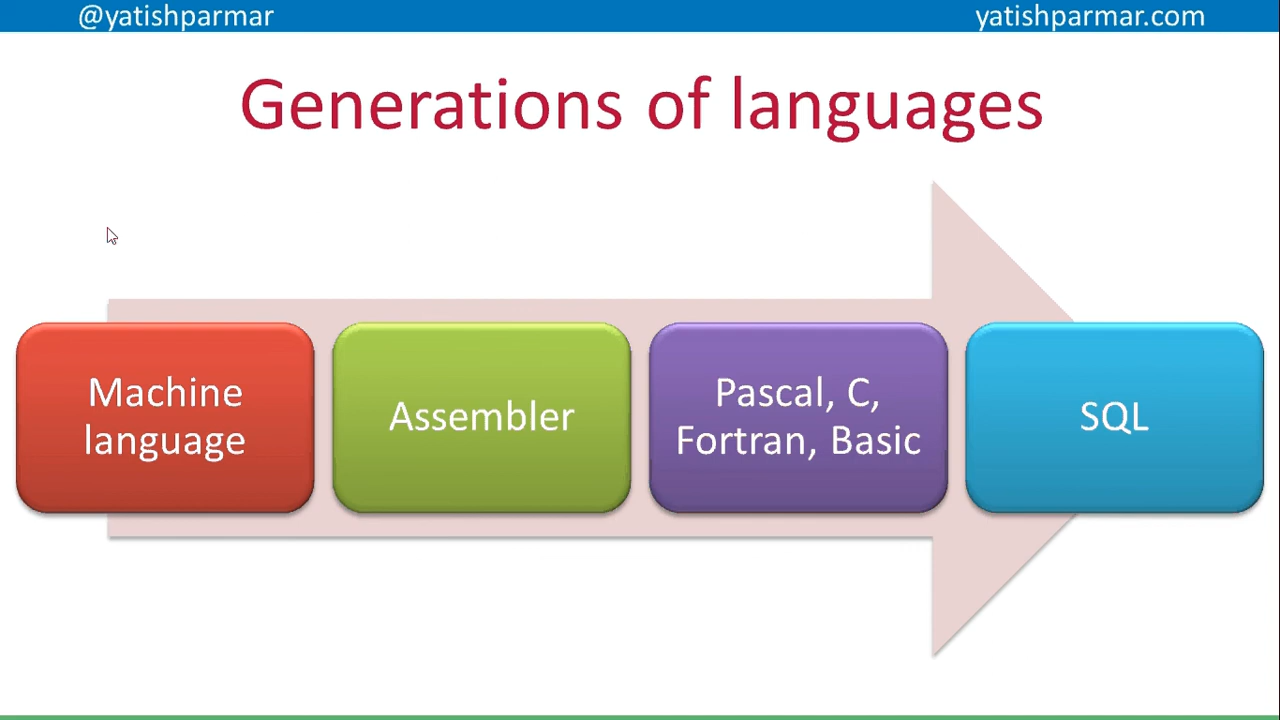 @yatishparmar
yatishparmar.com
Generations of languages
Machine
language
Assembler
Pascal, C,
Fortran, Basic
SQL